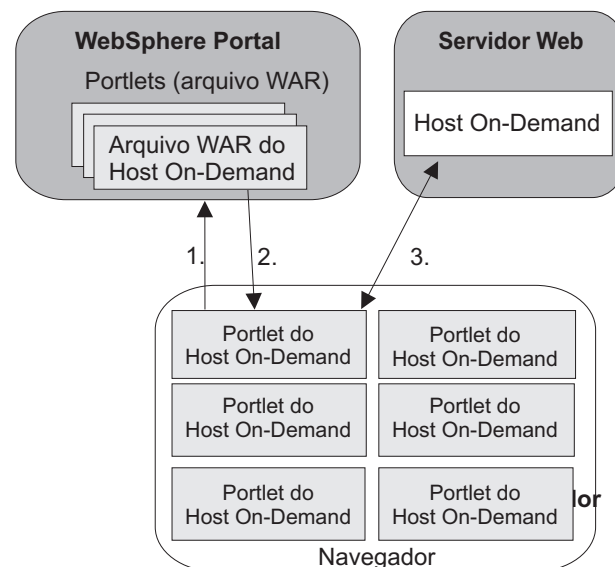 WebSphere Portal
Portlets (arquivo WAR)
Arquivo WAR do
Host On-Demand
Servidor Web
Host On-Demand
1.
2.
3.
Portlet do
Host On-Demand
Portlet do
Host On-Demand
Portlet do
Host On-Demand
Portlet do
Host On-Demand
Portlet do
Host On-Demand
Portlet do
Host On-Demand
Navegador